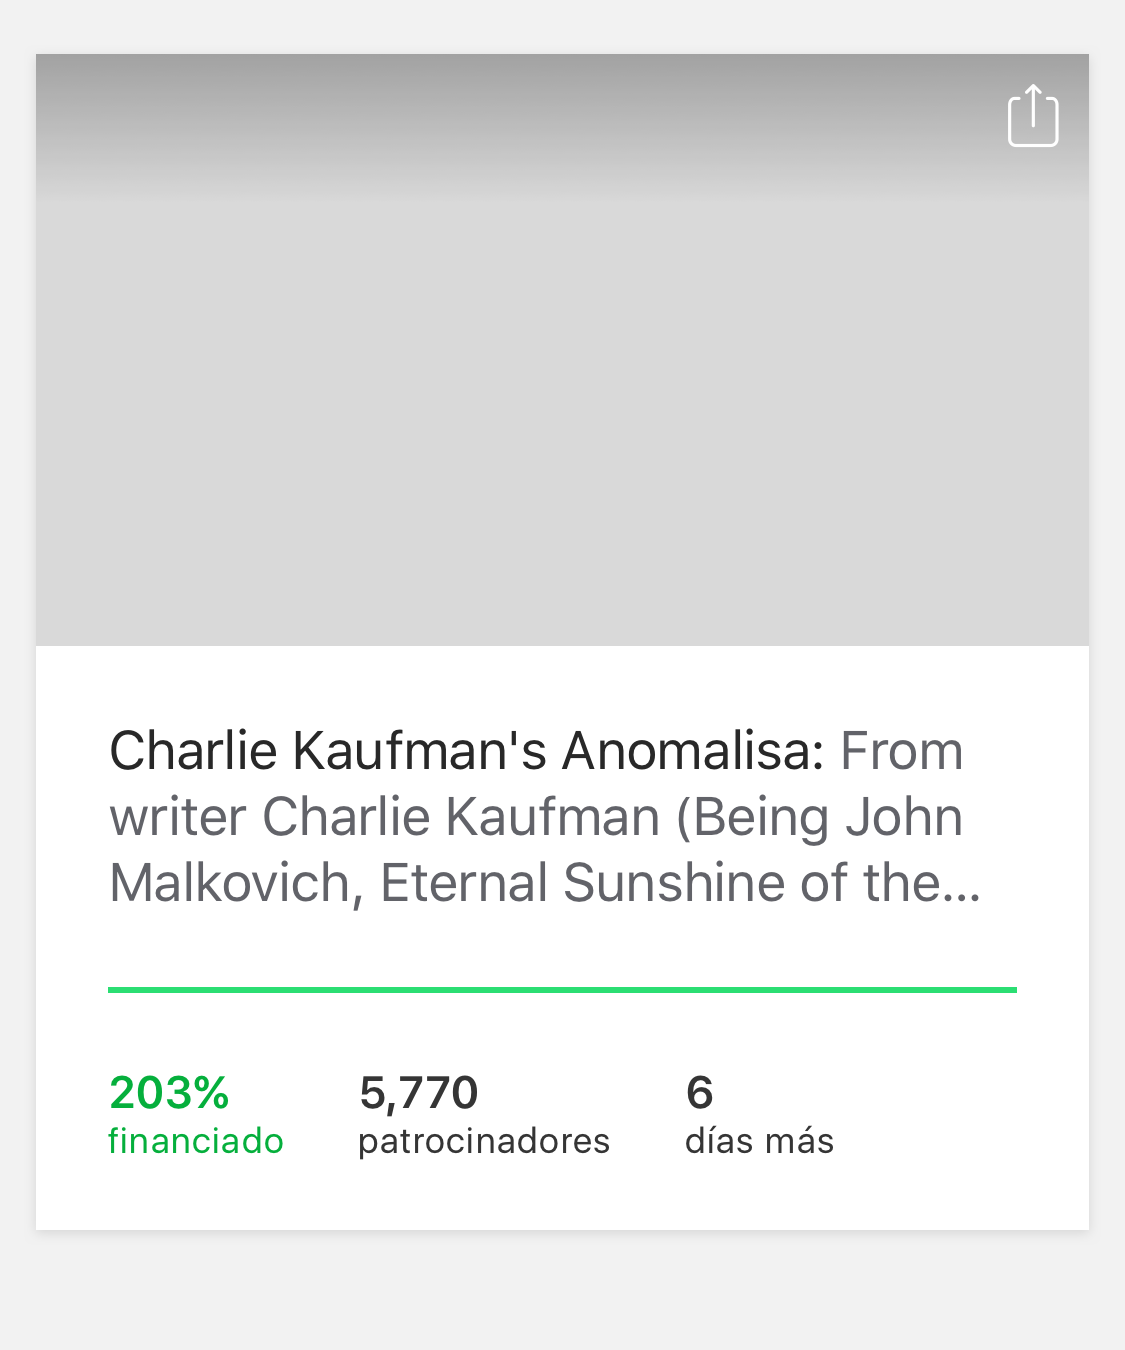 Charlie Kaufman's Anomalisa: From
writer Charlie Kaufman (Being John
Malkovich, Eternal Sunshine of the...
203% 5,770 6
financiado patrocinadores días más